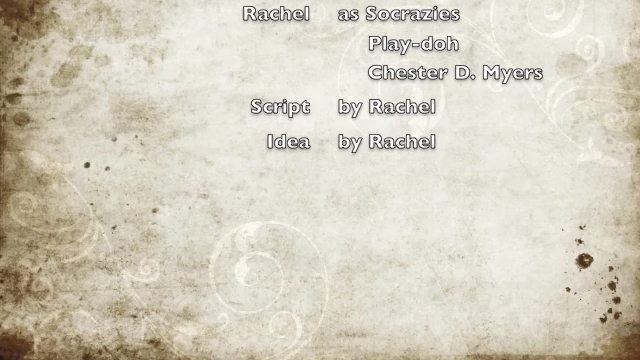 Rachel as Socrazies
Play-doh
Chester D. Myers
Script by Rachel
Idea by Rachel